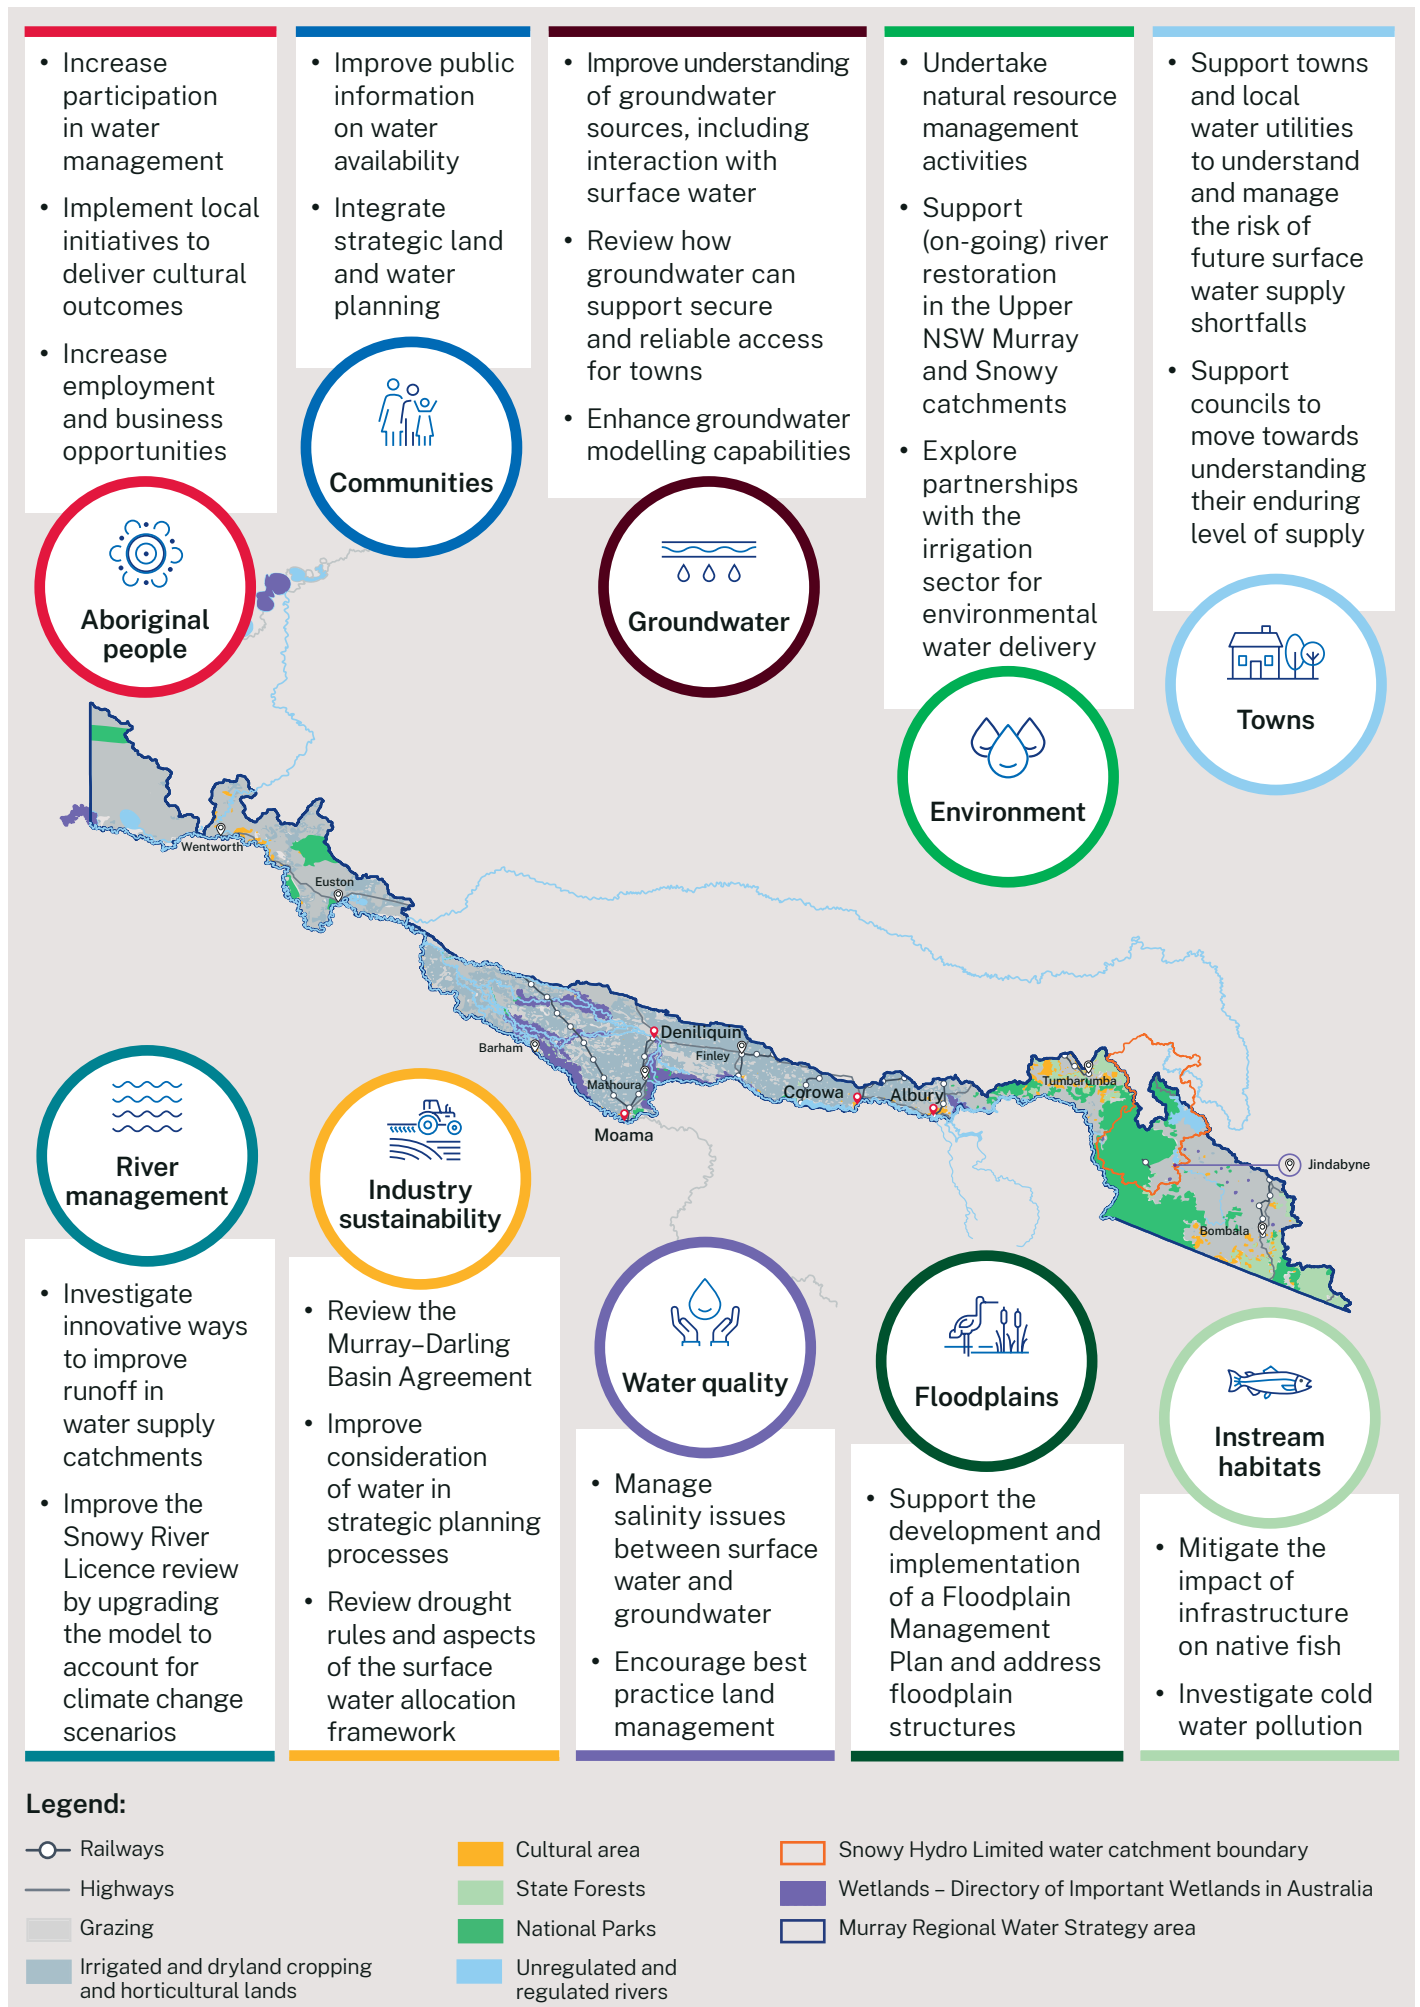 • Increase
participation
in water
management
• Implement local
initiatives to
deliver cultural
outcomes
• Increase
employment
and business
opportunities
Aboriginal
people
• Improve public
information
on water
availability
• Integrate
strategic land
and water
planning
Communities
• Improve understanding
of groundwater
sources, including
interaction with
surface water
• Review how
groundwater can
support secure
and reliable access
for towns
• Enhance groundwater
modelling capabilities
Groundwater
• Undertake
natural resource
management
activities
• Support
(on-going) river
restoration
in the Upper
NSW Murray
and Snowy
catchments
• Explore
partnerships
with the
irrigation
sector for
environmental
water delivery
Environment
• Support towns
and local
water utilities
to understand
and manage
the risk of
future surface
water supply
shortfalls
• Support
councils to
move towards
understanding
their enduring
level of supply
Towns
Wentworth
Euston
Barham
Deniliquin
Finley
Mathoura
Moama
Corowa
Albury
Tumbarumba
Jindabyne
Bombala
River
management
• Investigate
innovative ways
to improve
runoff in
water supply
catchments
• Improve the
Snowy River
Licence review
by upgrading
the model to
account for
climate change
scenarios
Industry
sustainability
• Review the
Murray–Darling
Basin Agreement
• Improve
consideration
of water in
strategic planning
processes
• Review drought
rules and aspects
of the surface
water allocation
framework
Water quality
• Manage
salinity issues
between surface
water and
groundwater
• Encourage best
practice land
management
Floodplains
• Support the
development and
implementation
of a Floodplain
Management
Plan and address
floodplain
structures
Instream
habitats
• Mitigate the
impact of
infrastructure
on native fish
• Investigate cold
water pollution
Legend:
Railways
Highways
Grazing
Irrigated and dryland cropping
and horticultural lands
Cultural area
State Forests
National Parks
Unregulated and
regulated rivers
Snowy Hydro Limited water catchment boundary
Wetlands – Directory of Important Wetlands in Australia
Murray Regional Water Strategy area